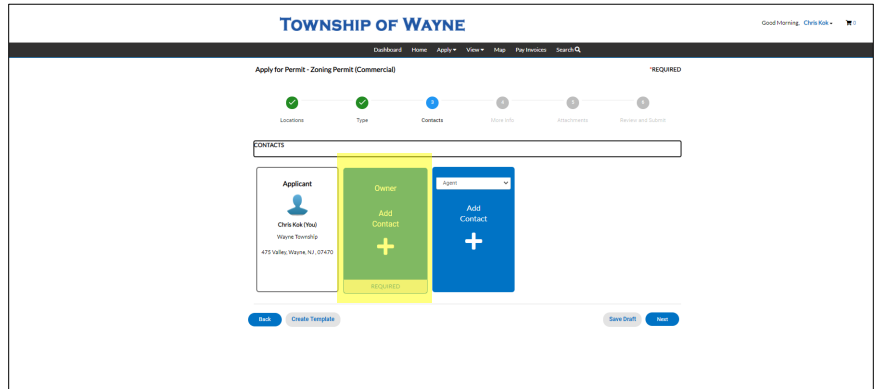 TOWNSHIP OF WAYNE
Good Morning, Chris Kok
0
Dashboard Home Apply View Map Pay Invoices Search
Apply for Permit - Zoning Permit (Commercial)
*REQUIRED
3 4 5 6
Locations Type Contacts More Info Attachments Review and Submit
CONTACTS
Applicant
Chris Kok (You)
Wayne Township
475 Valley, Wayne, NJ, 07470
Owner
Add
Contact
REQUIRED
Agent
Add
Contact
Back Create Template Save Draft Next